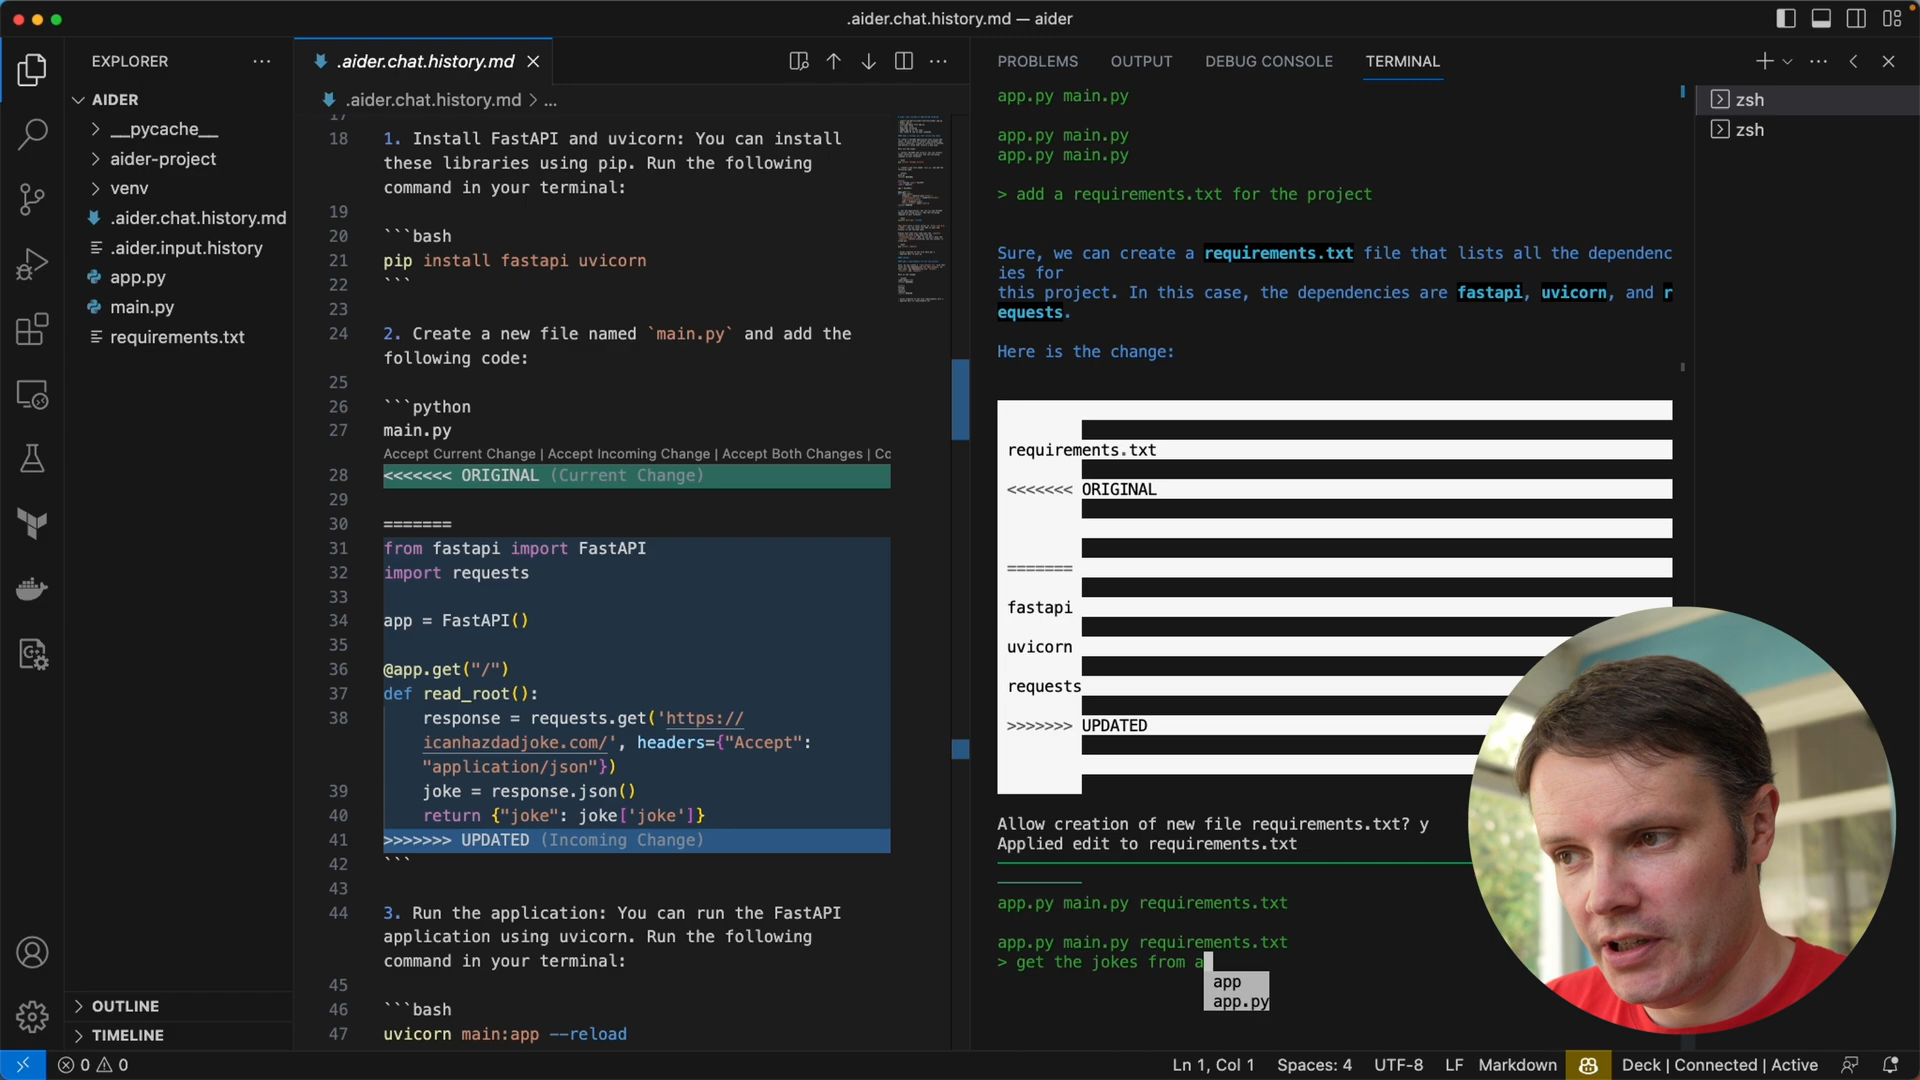 .aider.chat.history.md — aider
EXPLORER
AIDER
__pycache__
aider-project
venv
.aider.chat.history.md
.aider.input.history
app.py
main.py
requirements.txt
OUTLINE
TIMELINE
.aider.chat.history.md
.aider.chat.history.md > ...
17
18 1. Install FastAPI and uvicorn: You can install
these libraries using pip. Run the following
command in your terminal:
19
20 ```bash
21 pip install fastapi uvicorn
22 ```
23
24 2. Create a new file named `main.py` and add the
following code:
25
26 ```python
27 main.py
Accept Current Change | Accept Incoming Change | Accept Both Changes | Co
28 <<<<<<< ORIGINAL (Current Change)
29
30 =======
31 from fastapi import FastAPI
32 import requests
33
34 app = FastAPI()
35
36 @app.get("/")
37 def read_root():
38 response = requests.get('https://
icanhazdadjoke.com/', headers={"Accept":
"application/json"})
39 joke = response.json()
40 return {"joke": joke['joke']}
41 >>>>>>> UPDATED (Incoming Change)
42 ```
43
44 3. Run the application: You can run the FastAPI
application using uvicorn. Run the following
command in your terminal:
45
46 ```bash
47 uvicorn main:app --reload
PROBLEMS OUTPUT DEBUG CONSOLE TERMINAL
app.py main.py
app.py main.py
app.py main.py
> add a requirements.txt for the project
Sure, we can create a requirements.txt file that lists all the dependenc
ies for
this project. In this case, the dependencies are fastapi, uvicorn, and r
equests.
Here is the change:
requirements.txt
<<<<<<< ORIGINAL
=======
fastapi
uvicorn
requests
>>>>>>> UPDATED
Allow creation of new file requirements.txt? y
Applied edit to requirements.txt
app.py main.py requirements.txt
app.py main.py requirements.txt
> get the jokes from a
app
app.py
zsh
zsh
0 0
Ln 1, Col 1 Spaces: 4 UTF-8 LF Markdown Deck | Connected | Active